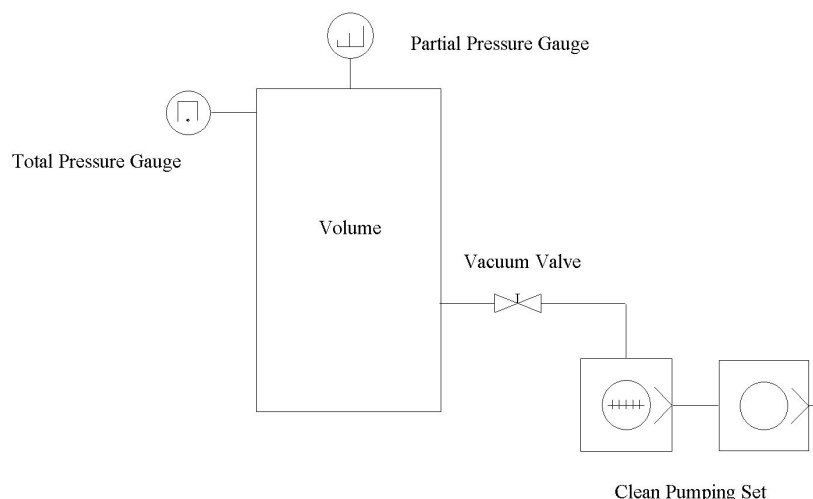 Partial Pressure Gauge
Total Pressure Gauge
Volume
Vacuum Valve
Clean Pumping Set